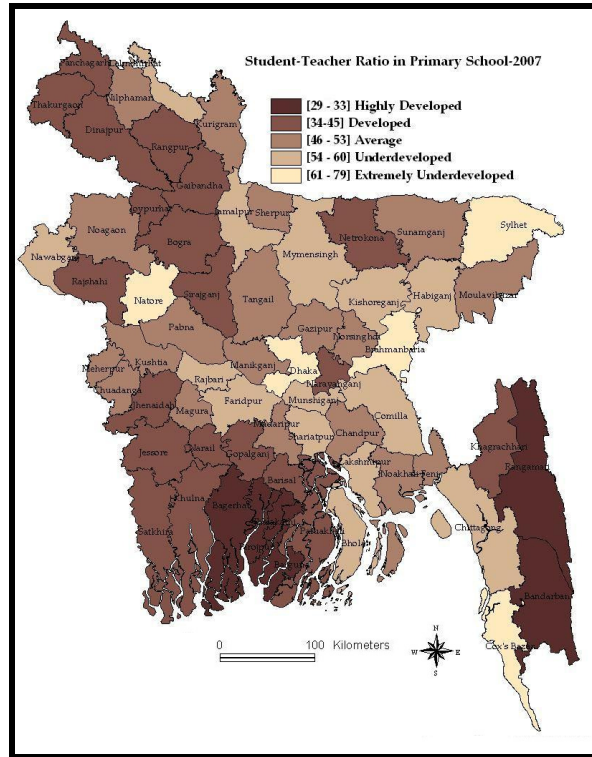 Student-Teacher Ratio in Primary School-2007
[29 - 33] Highly Developed
[34-45] Developed
[46 - 53] Average
[54 - 60] Underdeveloped
[61 - 79] Extremely Underdeveloped
Panchagarh
Thakurgaon
Nilphamari
Dinajpur
Rangpur
Kurigram
Gaibandha
Joypurhat
Jamalpur
Sherpur
Netrokona
Sunamganj
Sylhet
Noagaon
Bogra
Mymensingh
Nawabganj
Rajshahi
Natore
Sirajganj
Tangail
Kishoreganj
Habiganj
Moulavibazar
Pabna
Gazipur
Norsinghdi
Brahmanbaria
Meherpur
Kushtia
Manikganj
Dhaka
Chuadanga
Rajbari
Narayanganj
Jhenaidah
Magura
Faridpur
Munshiganj
Comilla
Madaripur
Shariatpur
Chandpur
Khagrachhari
Jessore
Narail
Gopalganj
Lakshmipur
Rangamati
Khulna
Barisal
Noakhali
Feni
Bagerhat
Satkhira
Patuakhali
Bhola
Chittagong
Bandarban
Cox's Bazar
0 100 Kilometers
N
W E
S